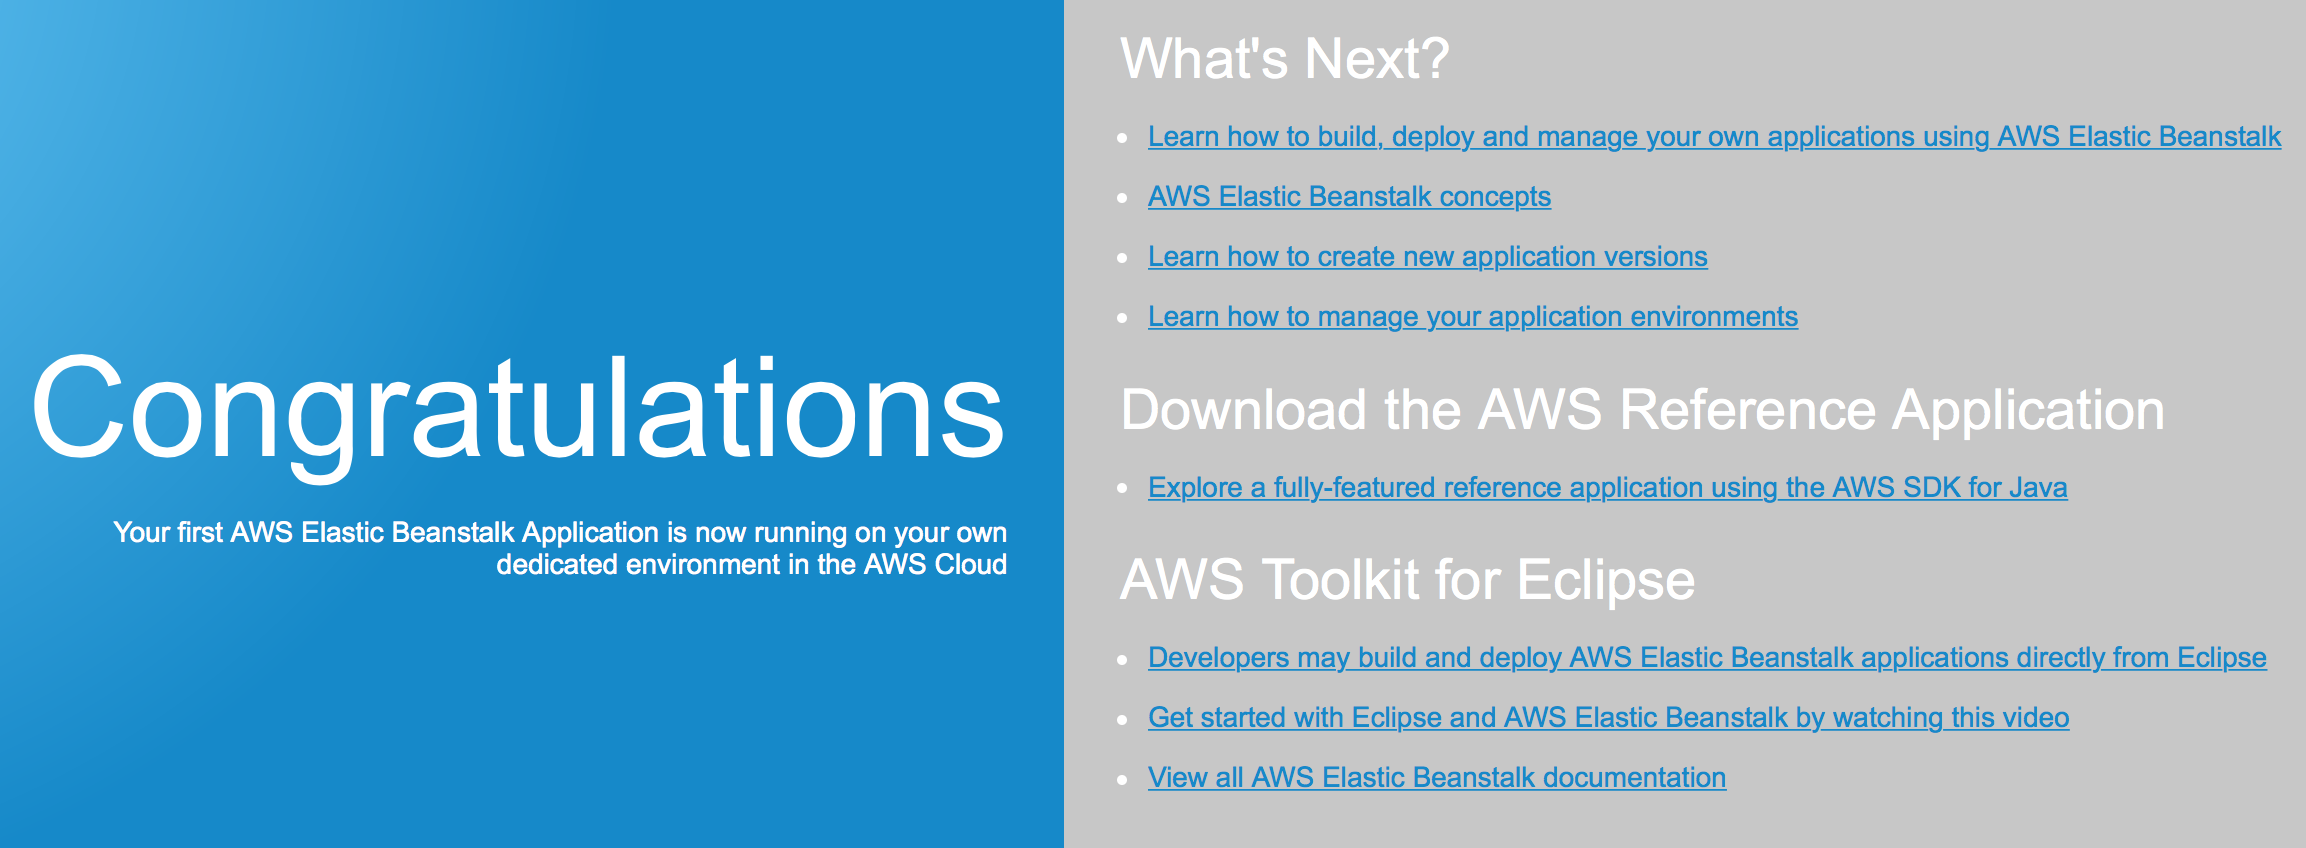 Congratulations
Your first AWS Elastic Beanstalk Application is now running on your own
dedicated environment in the AWS Cloud
What's Next?
Learn how to build, deploy and manage your own applications using AWS Elastic Beanstalk
AWS Elastic Beanstalk concepts
Learn how to create new application versions
Learn how to manage your application environments
Download the AWS Reference Application
Explore a fully-featured reference application using the AWS SDK for Java
AWS Toolkit for Eclipse
Developers may build and deploy AWS Elastic Beanstalk applications directly from Eclipse
Get started with Eclipse and AWS Elastic Beanstalk by watching this video
View all AWS Elastic Beanstalk documentation